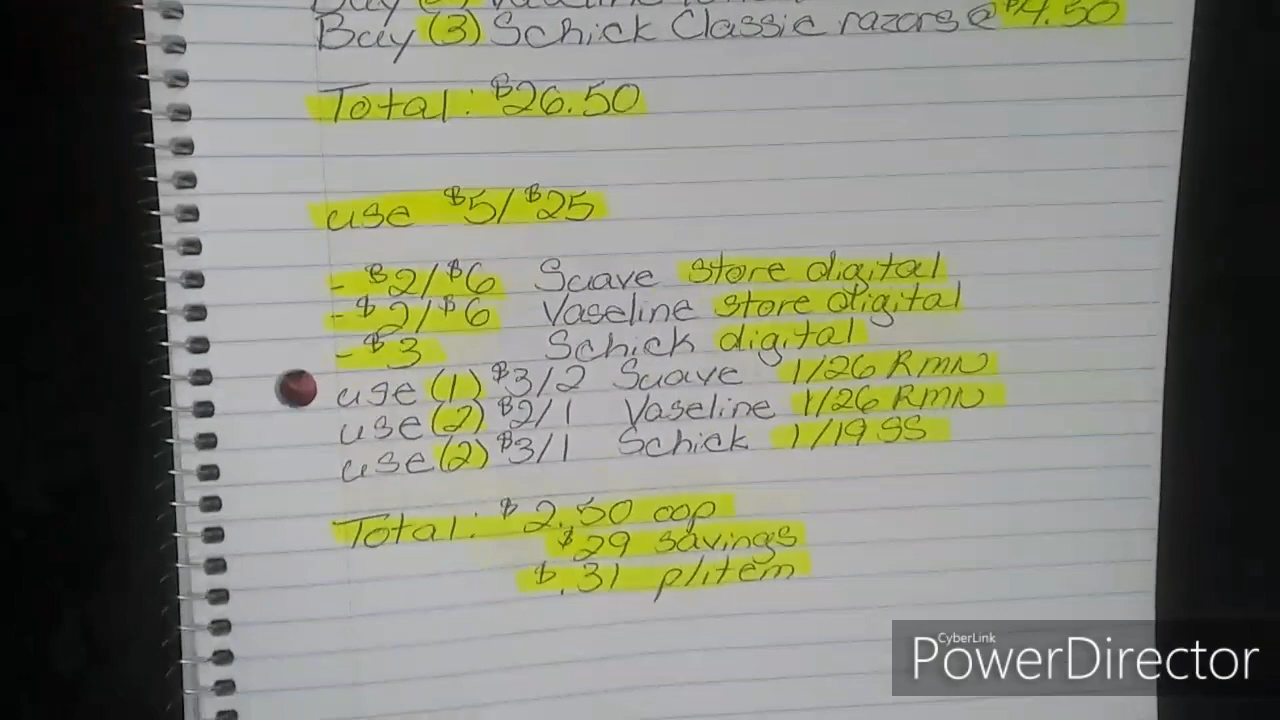 Buy (3) Schick Classic razors @ $4.50
Total: $26.50
use $5/$25
- $2/$6 Suave store digital
- $2/$6 Vaseline store digital
- $3 Schick digital
use (1) $3/2 Suave 1/26 RMN
use (2) $2/1 Vaseline 1/26 RMN
use (2) $3/1 Schick 1/19 SS
Total: $2.50 oop
$29 savings
$.31 p/item
CyberLink
PowerDirector